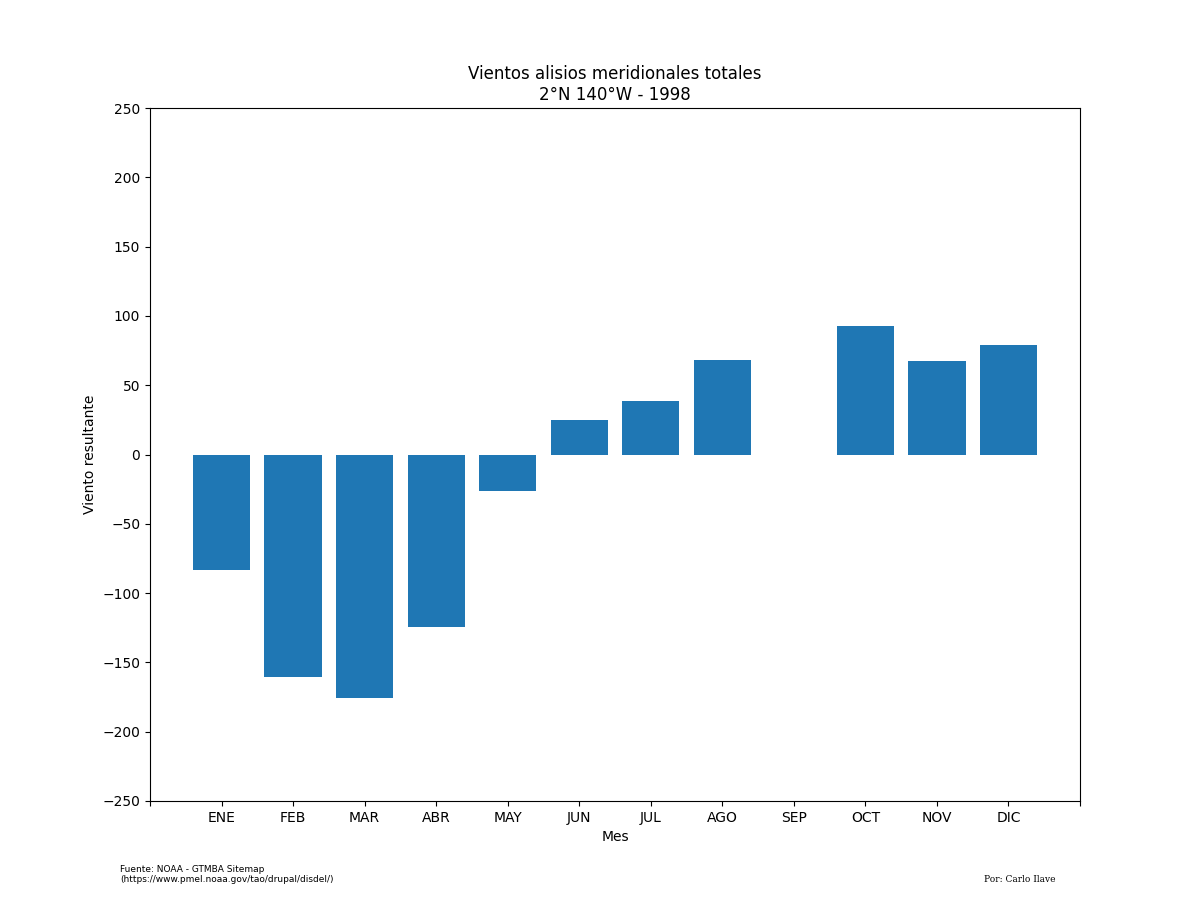 Vientos alisios meridionales totales
2°N 140°W - 1998
250
200
150
100
50
0
−50
−100
−150
−200
−250
Viento resultante
ENE FEB MAR ABR MAY JUN JUL AGO SEP OCT NOV DIC
Mes
Fuente: NOAA - GTMBA Sitemap
(https://www.pmel.noaa.gov/tao/drupal/disdel/)
Por: Carlo Ilave